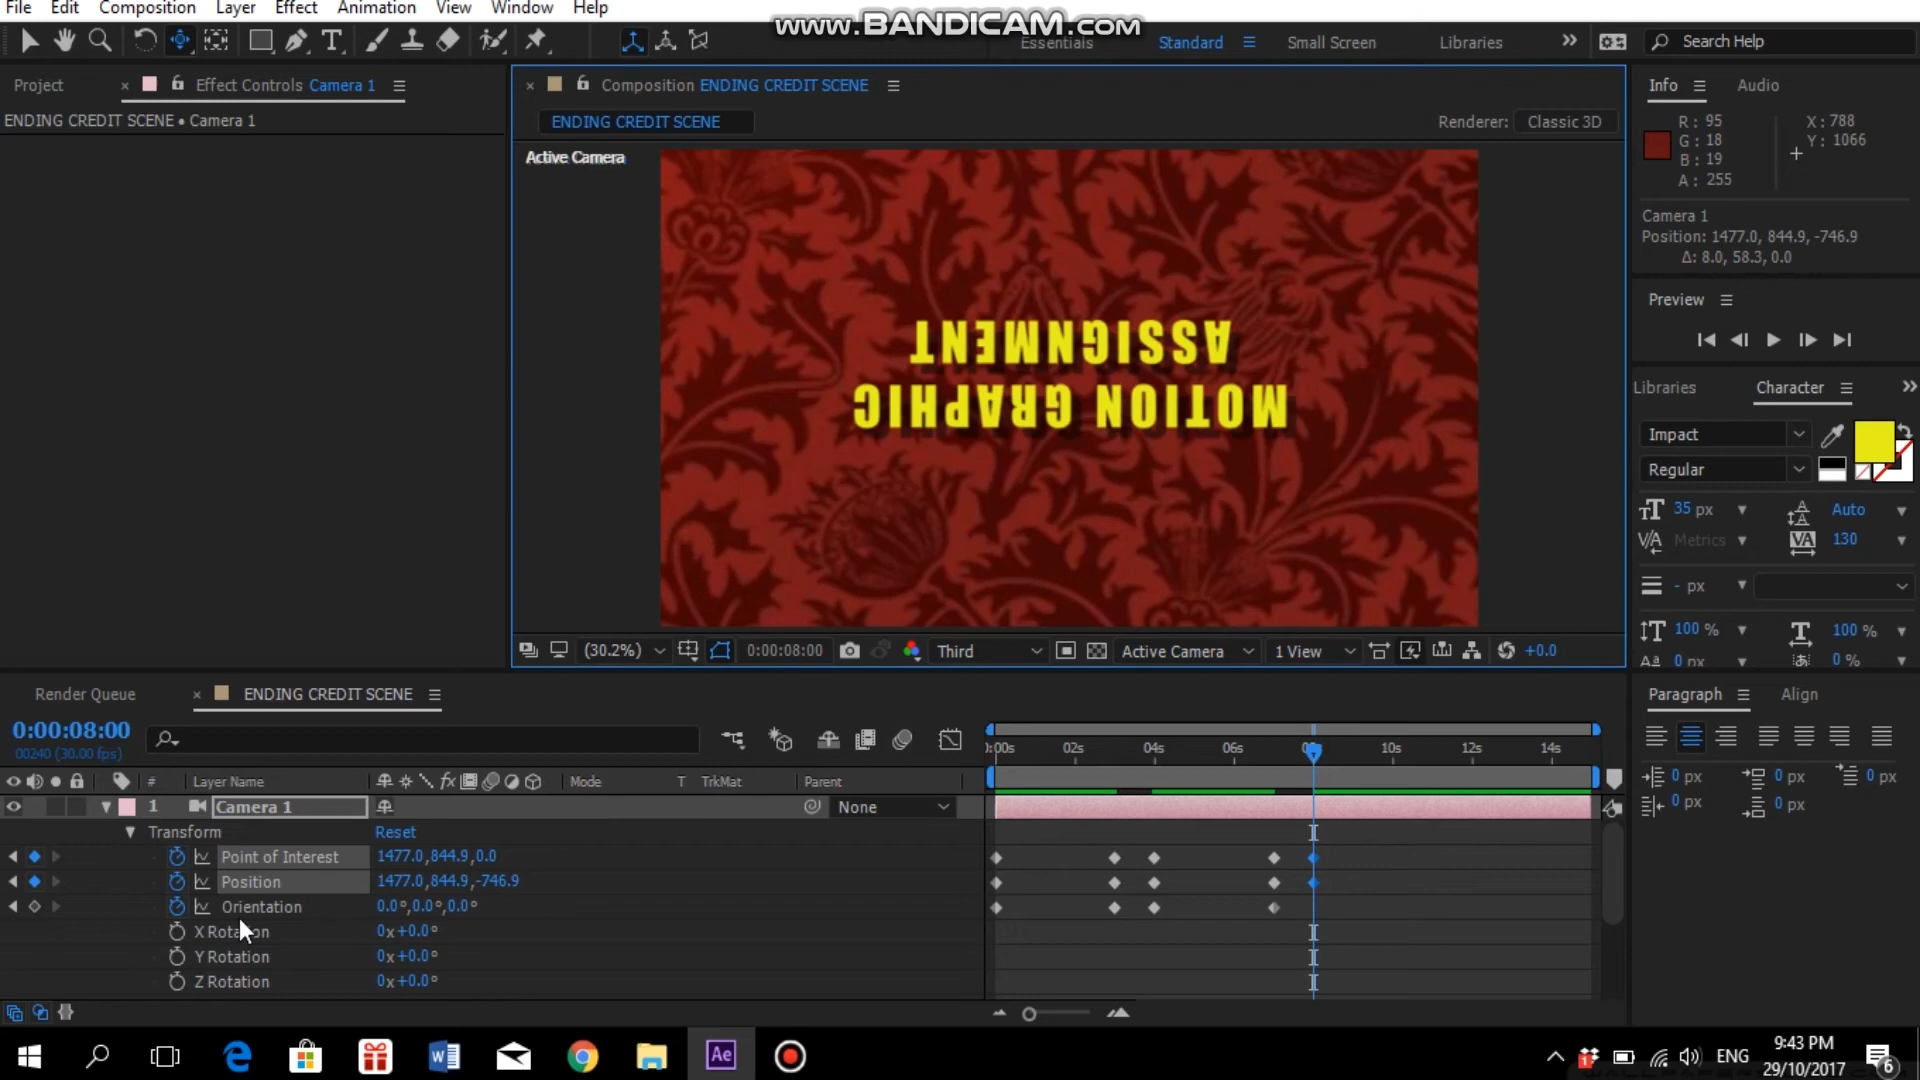 File Edit Composition Layer Effect Animation View Window Help
www.BANDICAM.com
Essentials Standard Small Screen Libraries Search Help
Project Effect Controls Camera 1
ENDING CREDIT SCENE • Camera 1
Composition ENDING CREDIT SCENE
ENDING CREDIT SCENE
Renderer: Classic 3D
Active Camera
MOTION GRAPHIC
ASSIGNMENT
(30.2%) 0:00:08:00 Third Active Camera 1 View +0.0
Info Audio
R: 95 X: 788
G: 18 Y: 1066
B: 19
A: 255
Camera 1
Position: 1477.0, 844.9, -746.9
Δ: 8.0, 58.3, 0.0
Preview
Libraries Character
Impact
Regular
35 px Auto
Metrics 130
- px
100 % 100 %
0 px 0 %
Render Queue ENDING CREDIT SCENE
0:00:08:00
00240 (30.00 fps)
0:00s 02s 04s 06s 10s 12s 14s
# Layer Name fx Mode T TrkMat Parent
1 Camera 1 None
Transform Reset
Point of Interest 1477.0,844.9,0.0
Position 1477.0,844.9,-746.9
Orientation 0.0°,0.0°,0.0°
X Rotation 0x+0.0°
Y Rotation 0x+0.0°
Z Rotation 0x+0.0°
Paragraph Align
0 px 0 px 0 px
0 px 0 px
ENG
9:43 PM
29/10/2017
6
Ae